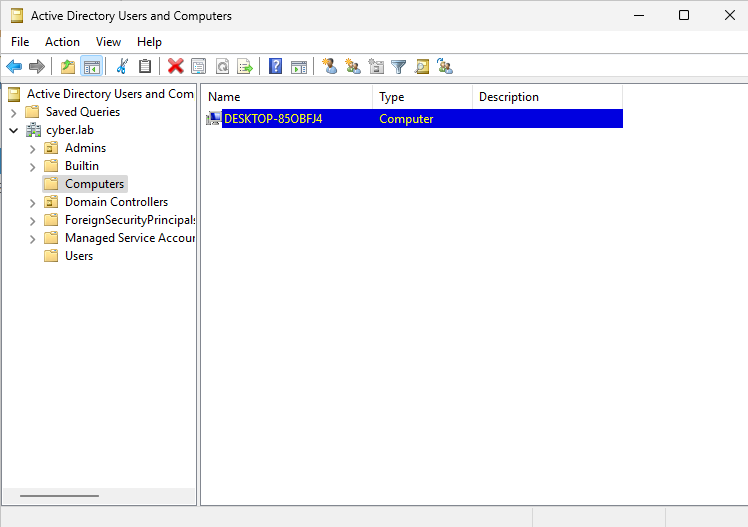 Active Directory Users and Computers
File Action View Help
Active Directory Users and Com
Saved Queries
cyber.lab
Admins
Builtin
Computers
Domain Controllers
ForeignSecurityPrincipals
Managed Service Accour
Users
Name Type Description
DESKTOP-85OBFJ4 Computer